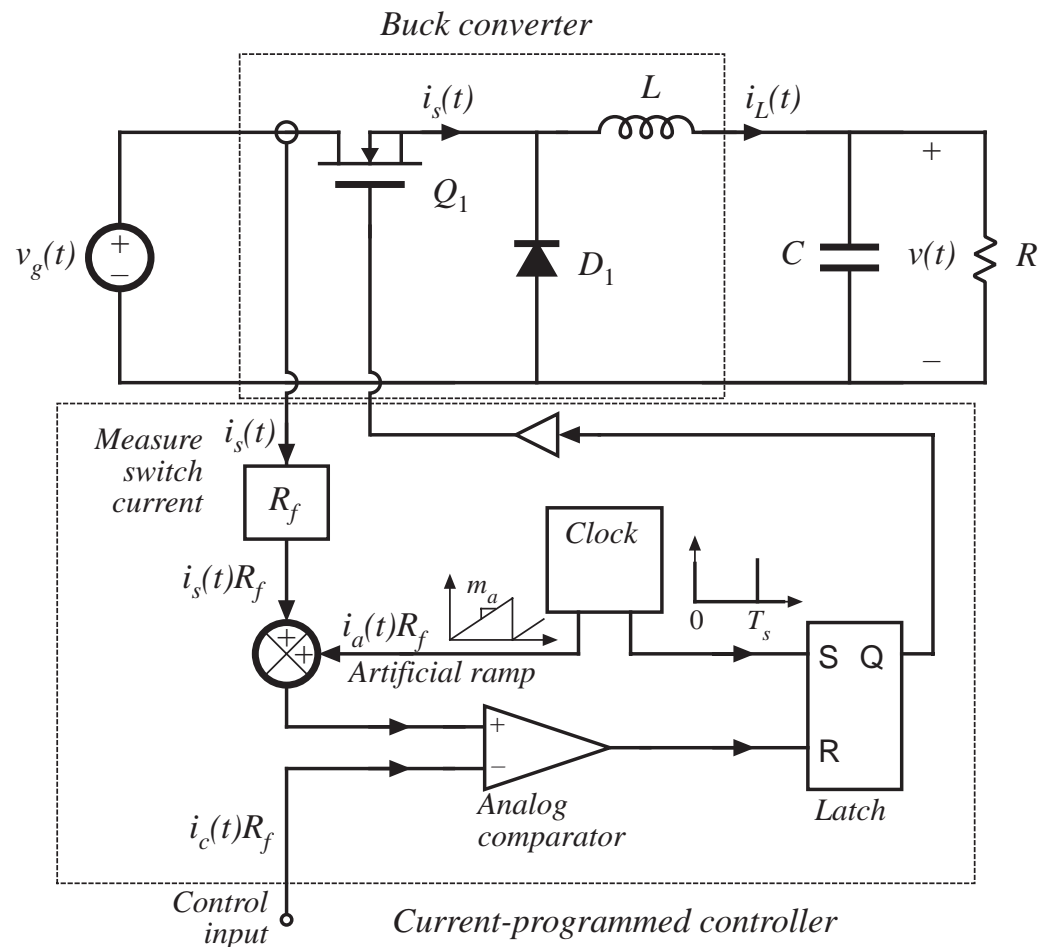 Buck converter
i_s(t)
L
i_L(t)
+
Q_1
v_g(t)
+
–
D_1
C
v(t)
R
–
Measure
switch
current
i_s(t)
R_f
Clock
i_s(t)R_f
m_a
0
T_s
i_a(t)R_f
+
+
Artificial ramp
S Q
R
+
–
Analog
comparator
Latch
i_c(t)R_f
Control
input
Current-programmed controller